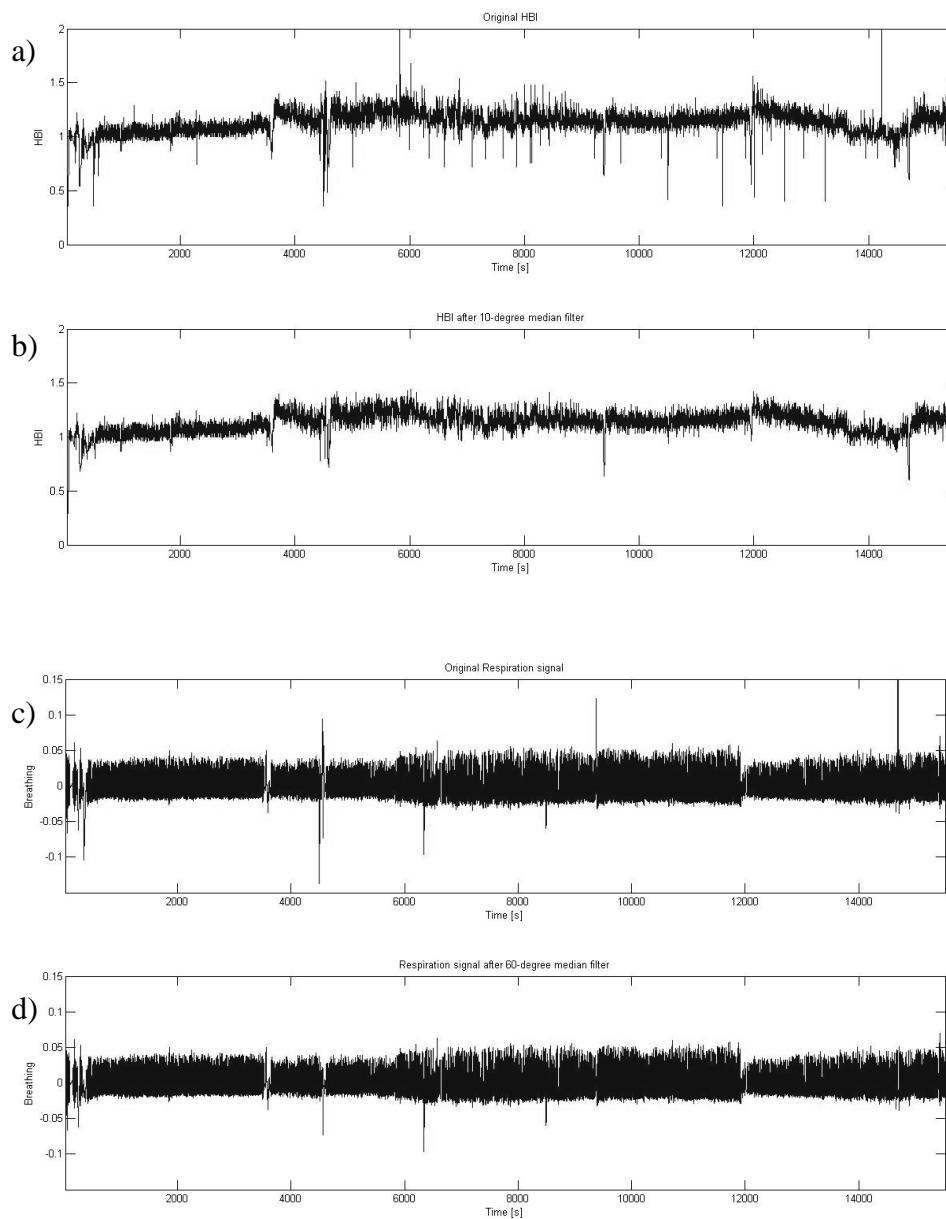 Original HBI
a)
2
1.5
1
0.5
0
HBI
2000 4000 6000 8000 10000 12000 14000
Time [s]
HBI after 10-degree median filter
b)
2
1.5
1
0.5
0
HBI
2000 4000 6000 8000 10000 12000 14000
Time [s]
Original Respiration signal
c)
0.15
0.1
0.05
0
-0.05
-0.1
Breathing
2000 4000 6000 8000 10000 12000 14000
Time [s]
Respiration signal after 60-degree median filter
d)
0.15
0.1
0.05
0
-0.05
-0.1
Breathing
2000 4000 6000 8000 10000 12000 14000
Time [s]